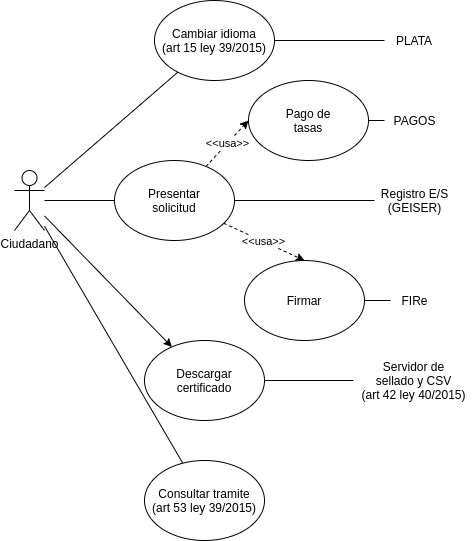 Cambiar idioma
(art 15 ley 39/2015)
PLATA
Pago de
tasas
PAGOS
<<usa>>
Presentar
solicitud
Registro E/S
(GEISER)
Ciudadano
<<usa>>
Firmar
FIRe
Descargar
certificado
Servidor de
sellado y CSV
(art 42 ley 40/2015)
Consultar tramite
(art 53 ley 39/2015)